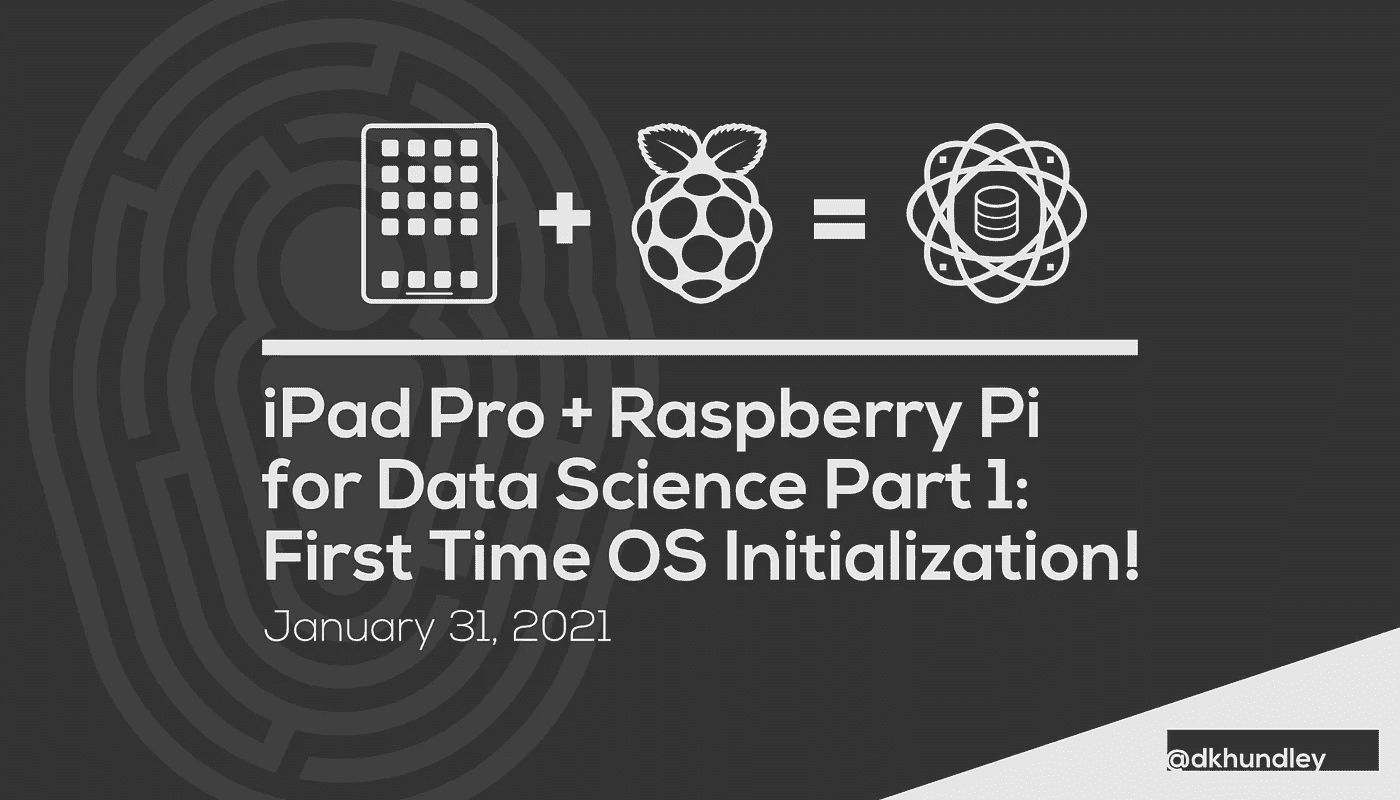 iPad Pro + Raspberry Pi
for Data Science Part 1:
First Time OS Initialization!
January 31, 2021
@dkhundley